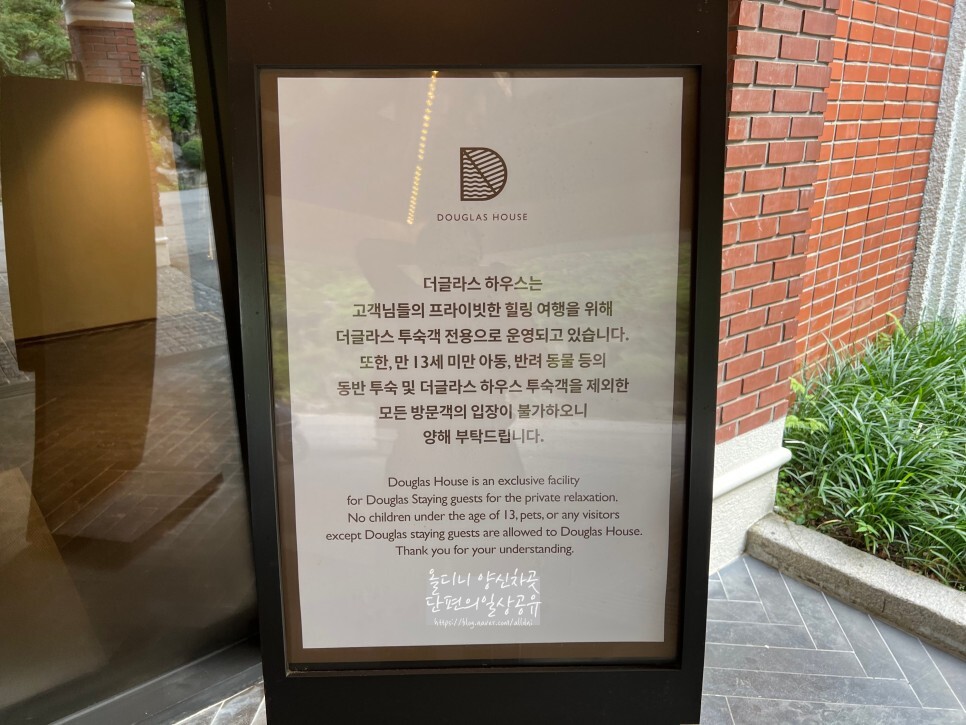 DOUGLAS HOUSE
더글라스 하우스는
고객님들의 프라이빗한 힐링 여행을 위해
더글라스 투숙객 전용으로 운영되고 있습니다.
또한, 만 13세 미만 아동, 반려 동물 등의
동반 투숙 및 더글라스 하우스 투숙객을 제외한
모든 방문객의 입장이 불가하오니
양해 부탁드립니다.
Douglas House is an exclusive facility
for Douglas Staying guests for the private relaxation.
No children under the age of 13, pets, or any visitors
except Douglas staying guests are allowed to Douglas House.
Thank you for your understanding.
올디니 양신차곳
단편의일상공유